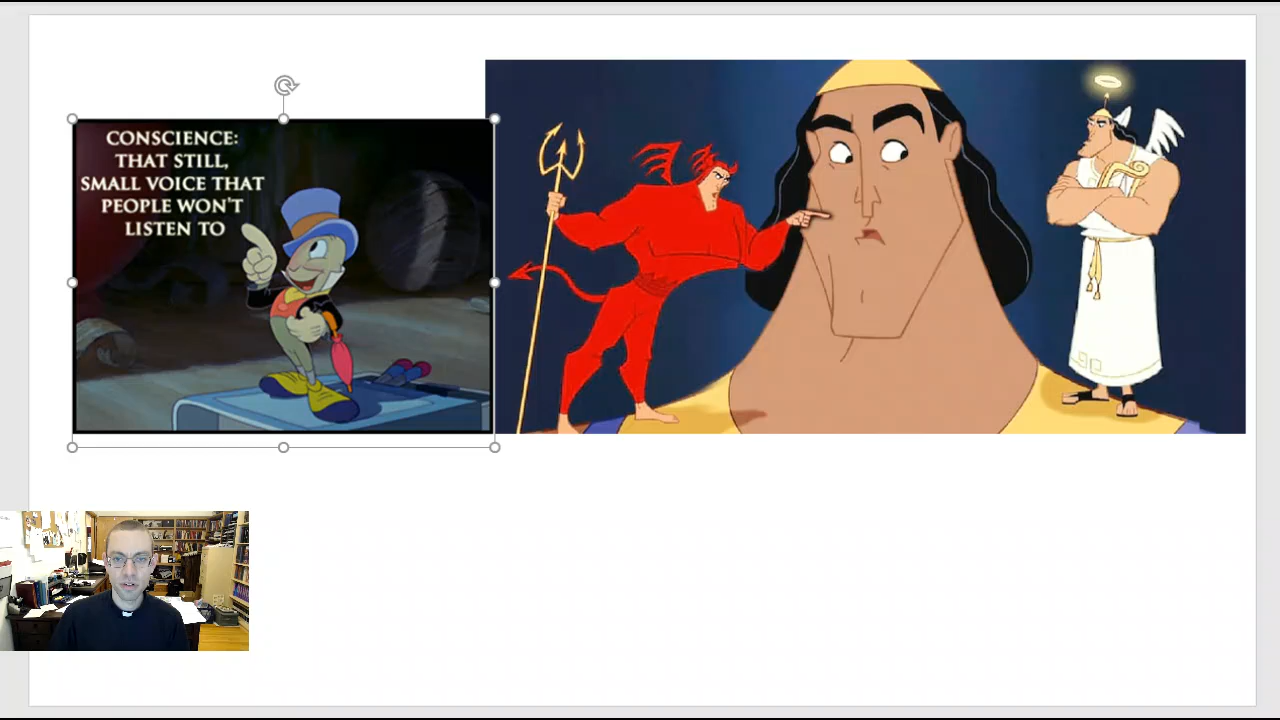 CONSCIENCE:
THAT STILL,
SMALL VOICE THAT
PEOPLE WON'T
LISTEN TO